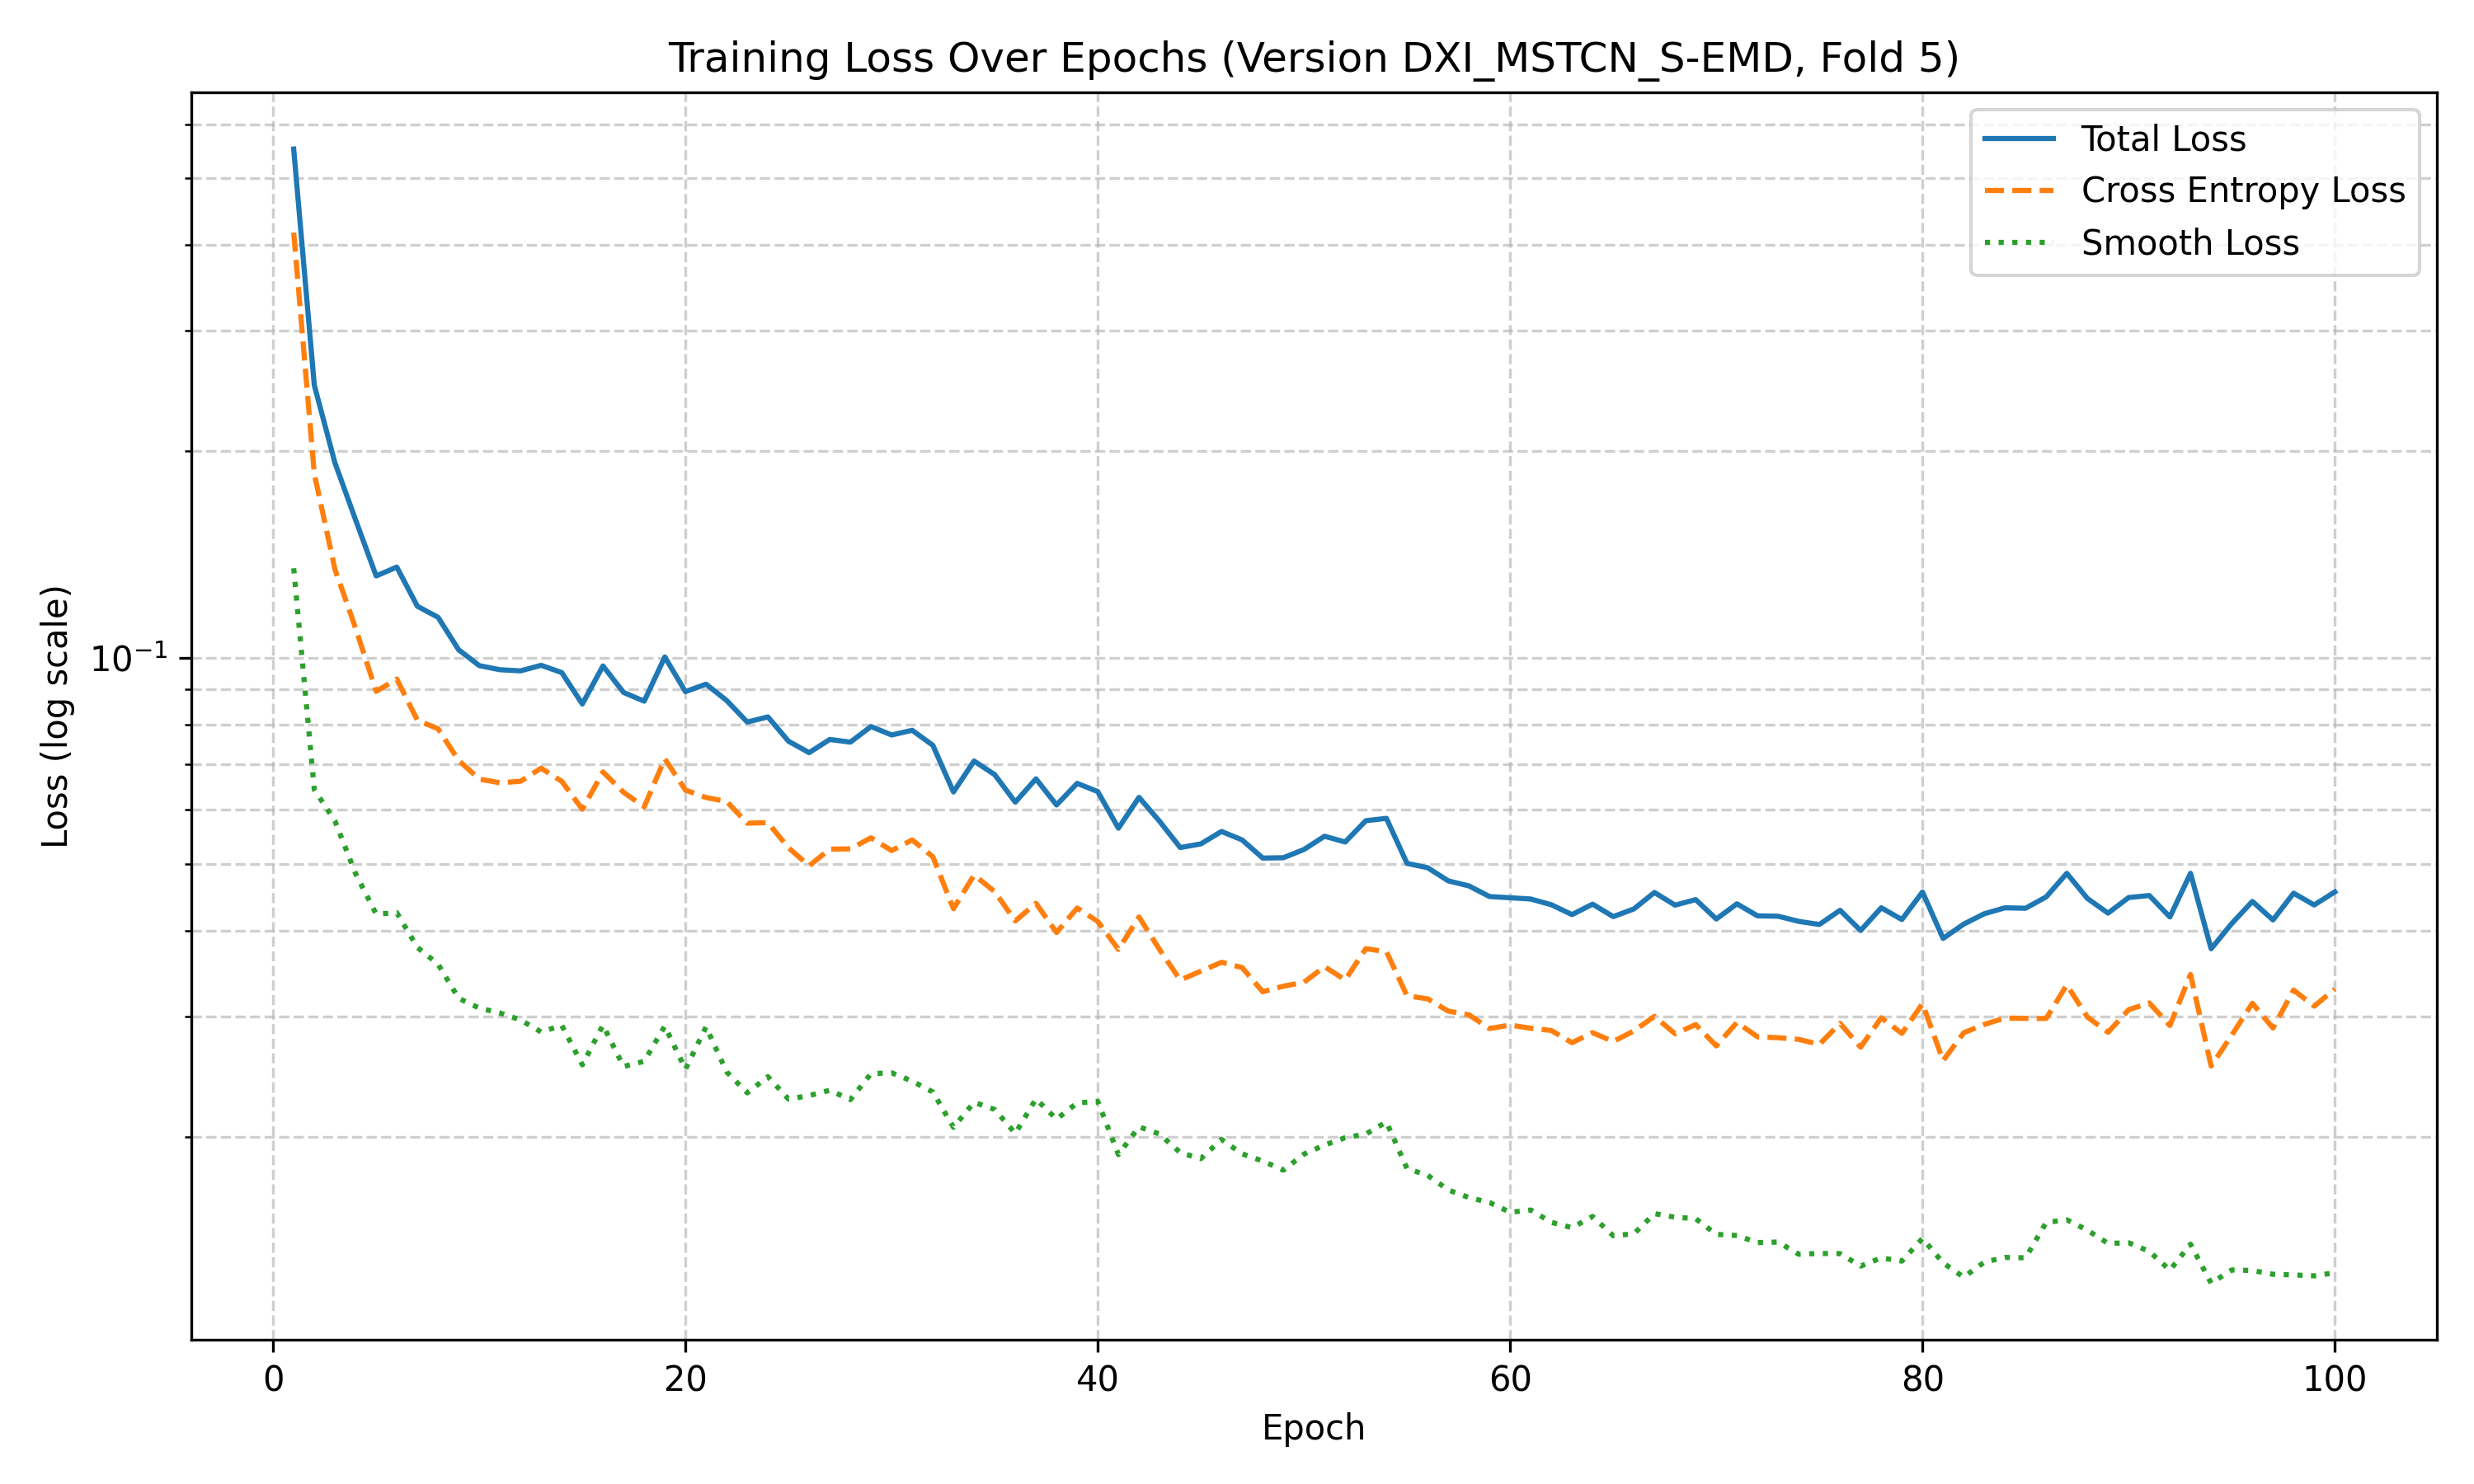 Training Loss Over Epochs (Version DXI_MSTCN_S-EMD, Fold 5)
Total Loss
Cross Entropy Loss
Smooth Loss
Loss (log scale)
10⁻¹
0 20 40 60 80 100
Epoch